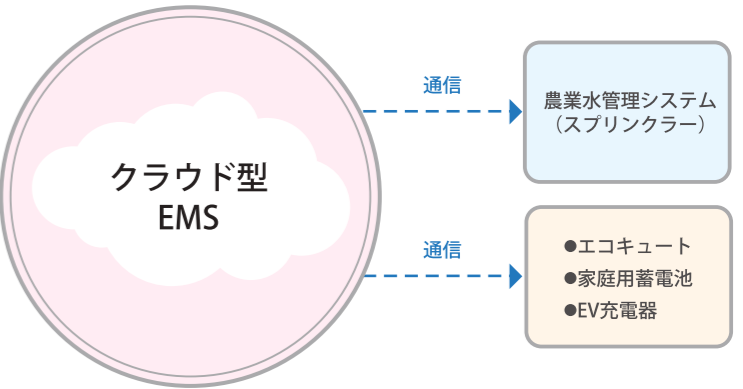 クラウド型
EMS
通信
農業水管理システム
（スプリンクラー）
通信
●エコキュート
●家庭用蓄電池
●EV充電器